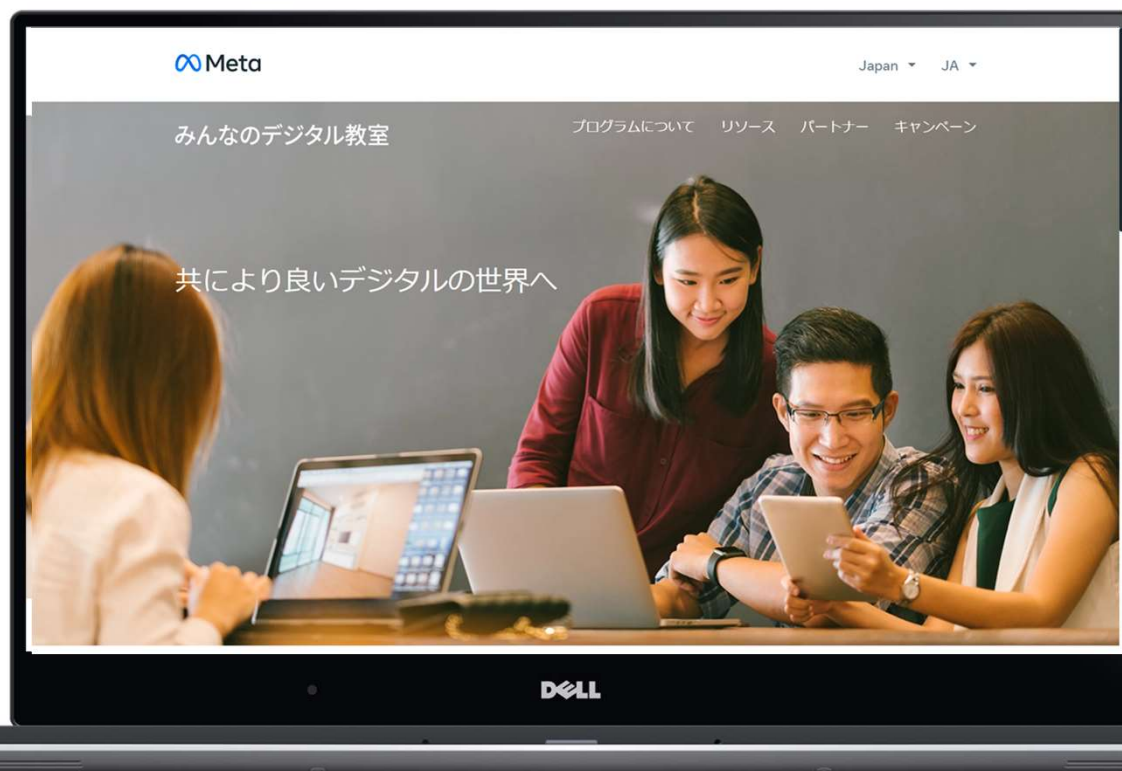 Meta
Japan JA
みんなのデジタル教室
プログラムについて リソース パートナー キャンペーン
共により良いデジタルの世界へ
DELL